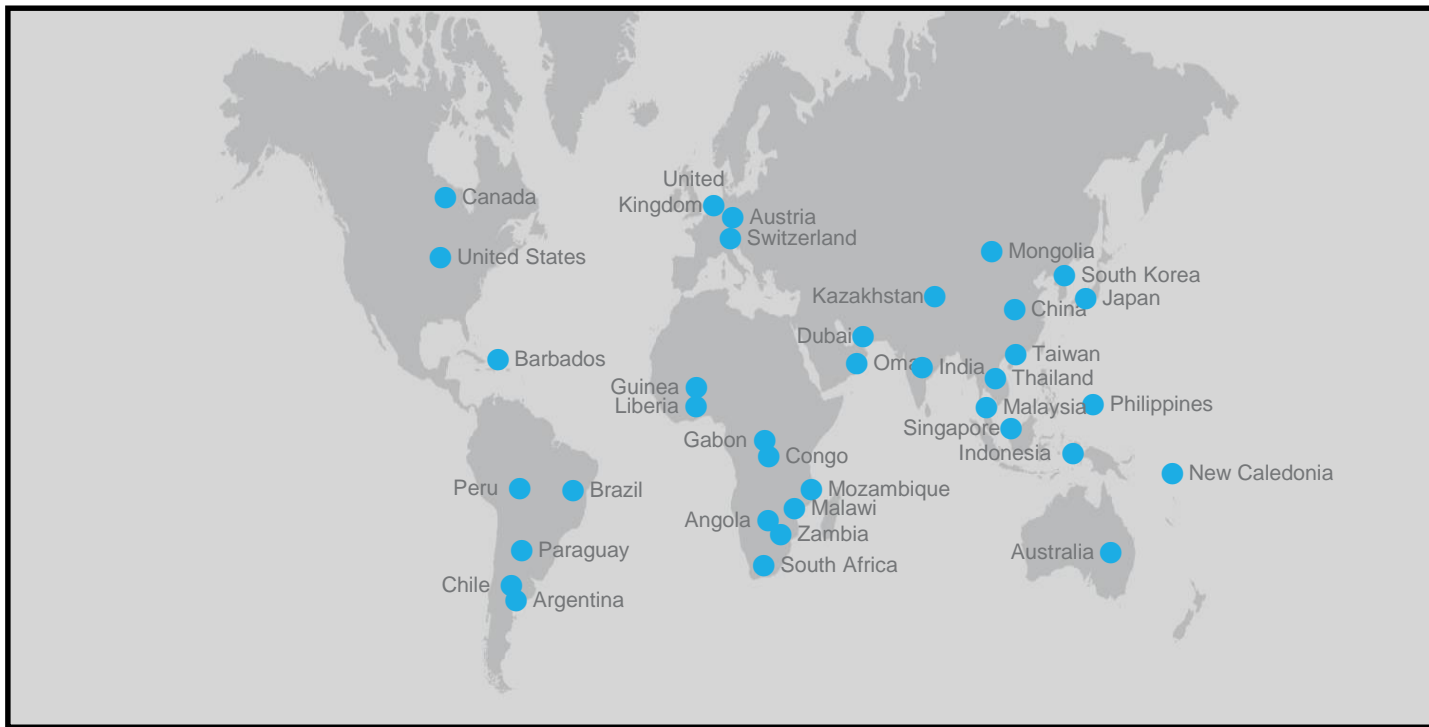 United
Kingdom
Canada
Austria
Switzerland
United States
Mongolia
South Korea
Kazakhstan
Japan
China
Dubai
Taiwan
Barbados
Oma
India
Thailand
Guinea
Liberia
Malaysia
Philippines
Singapore
Gabon
Congo
Indonesia
New Caledonia
Peru
Brazil
Mozambique
Malawi
Angola
Zambia
Paraguay
Australia
South Africa
Chile
Argentina